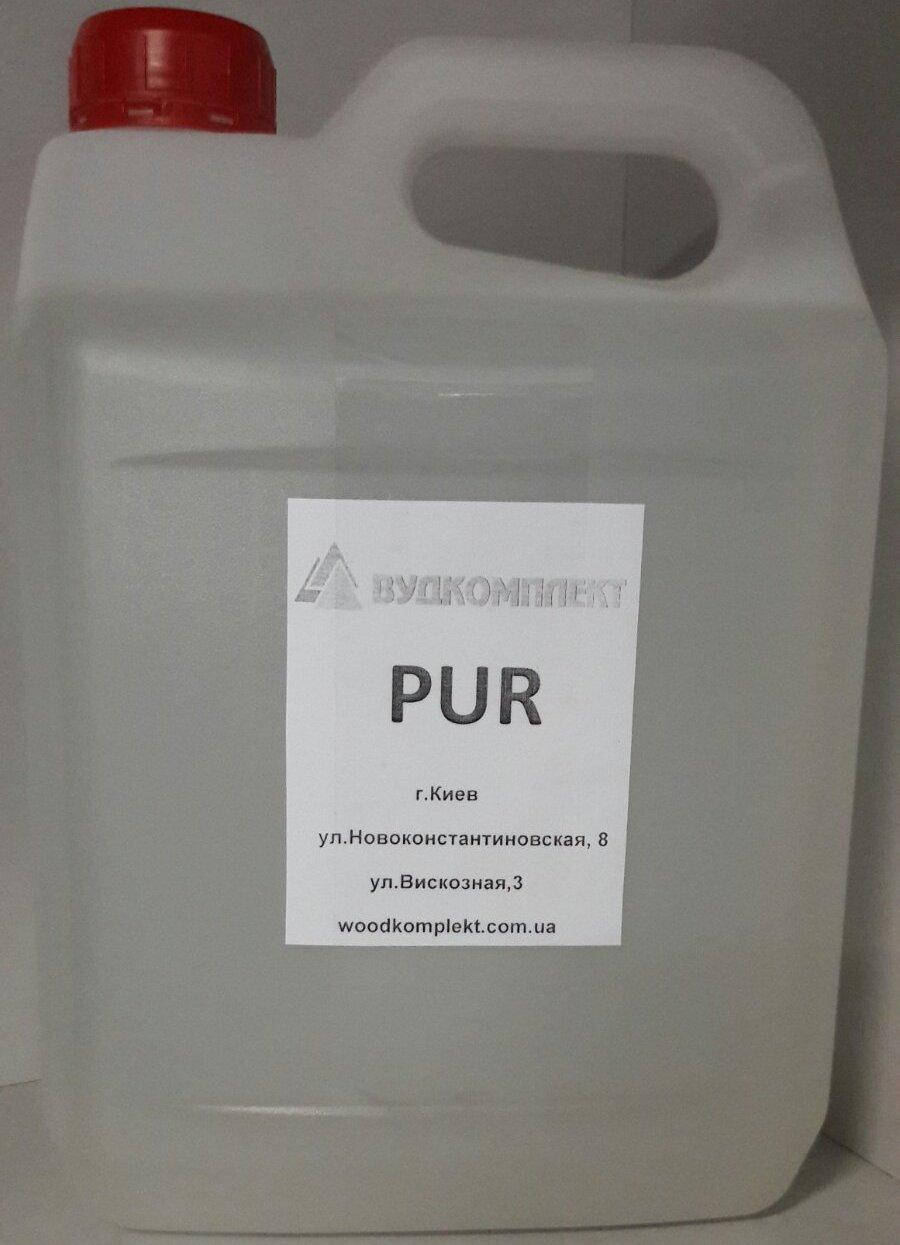 ВУДКОМПЛЕКТ
PUR
г.Киев
ул.Новоконстантиновская, 8
ул.Вискозная,3
woodkomplekt.com.ua